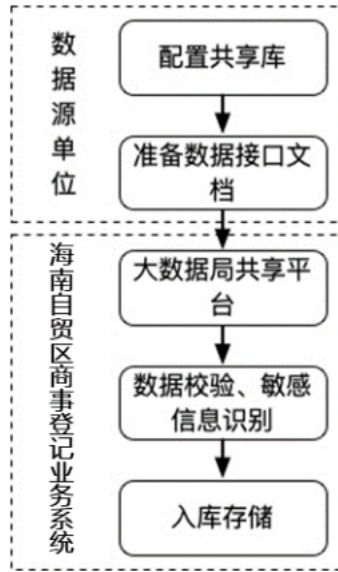 数据源单位
配置共享库
准备数据接口文
档
海南自贸区商事登记业务系统
大数据局共享平
台
数据校验、敏感
信息识别
入库存储